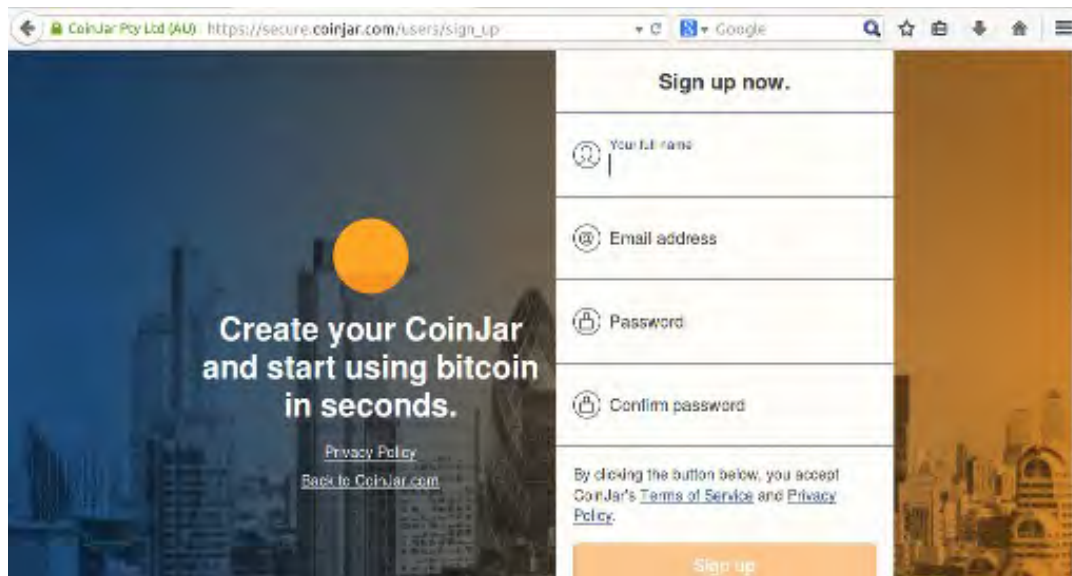 CoinJar Pty Ltd (AU) https://secure.coinjar.com/users/sign_up Google
Sign up now.
Your full name
Email address
Create your CoinJar
and start using bitcoin
in seconds.
Privacy Policy
Back to CoinJar.com
Password
Confirm password
By clicking the button below, you accept
CoinJar's Terms of Service and Privacy
Policy.
Sign up